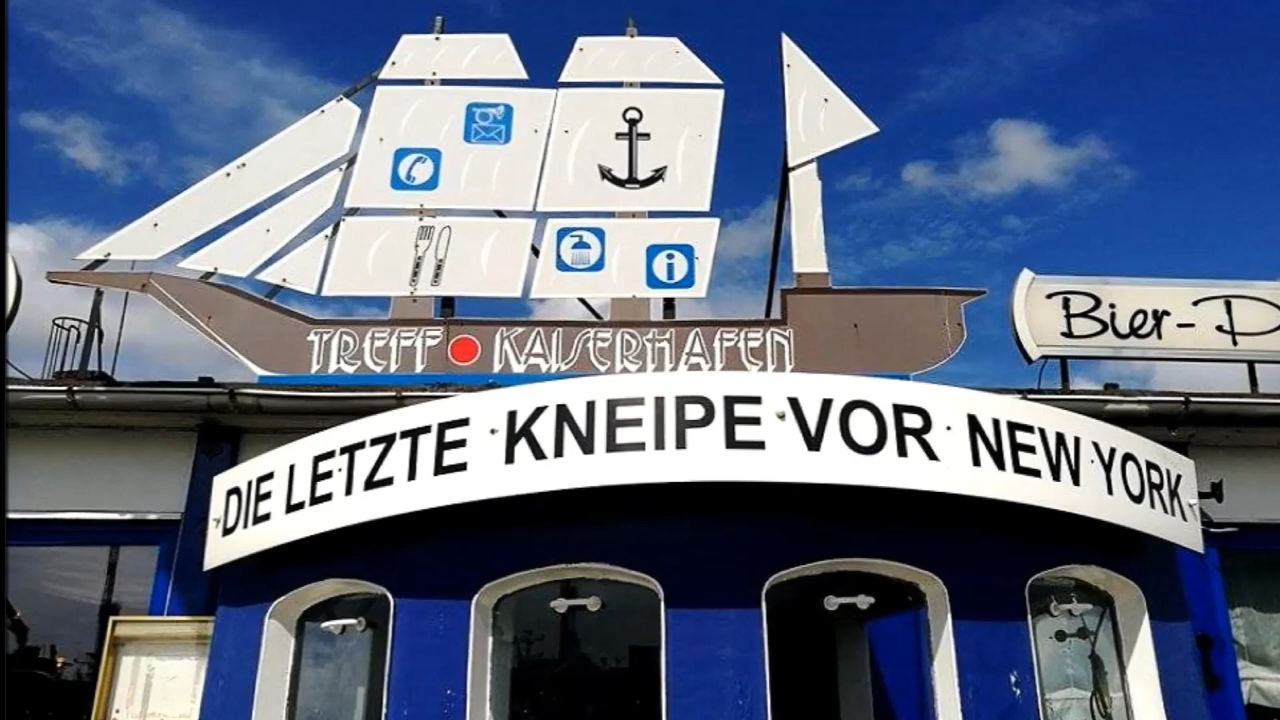 TREFF KAISERHAFEN
Bier-P
DIE LETZTE KNEIPE VOR NEW YORK